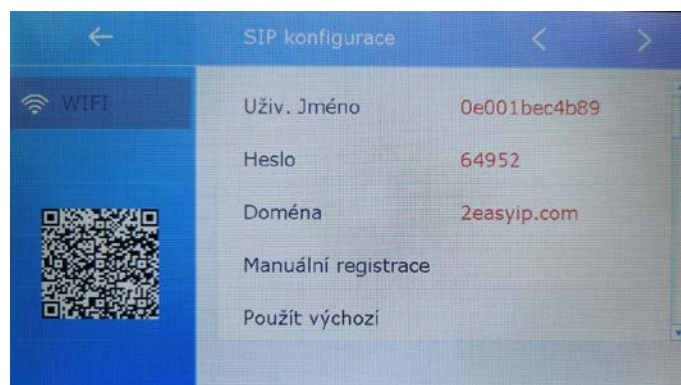 SIP konfigurace
WIFI
Uživ. Jméno 0e001bec4b89
Heslo 64952
Doména 2easyip.com
Manuální registrace
Použít výchozí